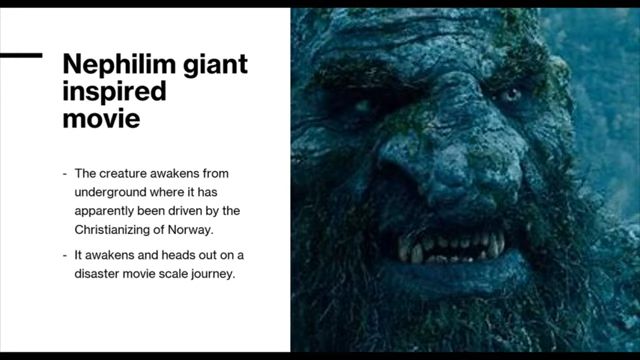 Nephilim giant
inspired
movie
- The creature awakens from
underground where it has
apparently been driven by the
Christianizing of Norway.
- It awakens and heads out on a
disaster movie scale journey.